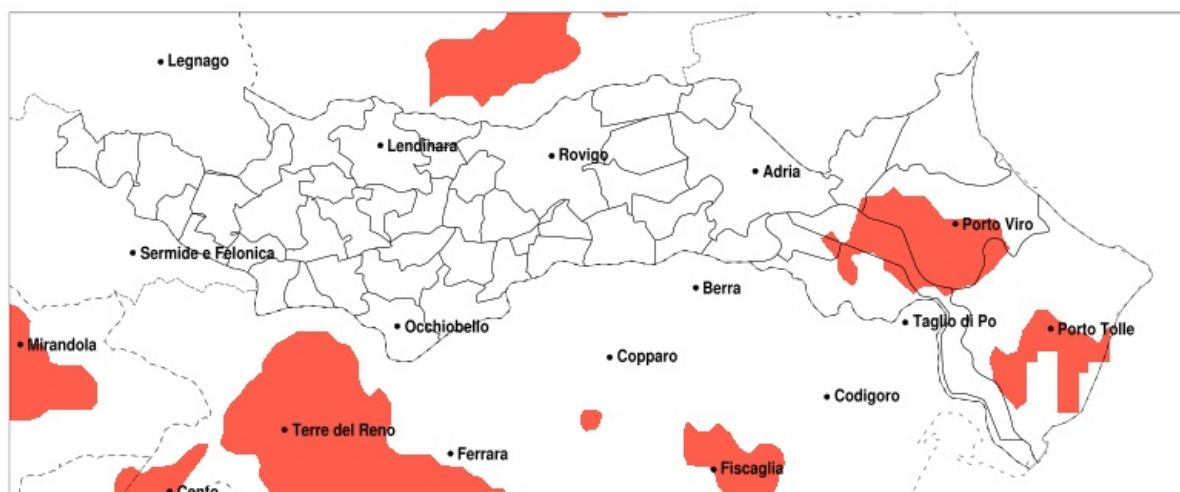 Legnago
Lendinara
Rovigo
Adria
Porto Viro
Sermide e Felonica
Berra
Taglio di Po
Occhiobello
Porto Tolle
Mirandola
Copparo
Codigoro
Terre del Reno
Ferrara
Fiscaglia
Cento